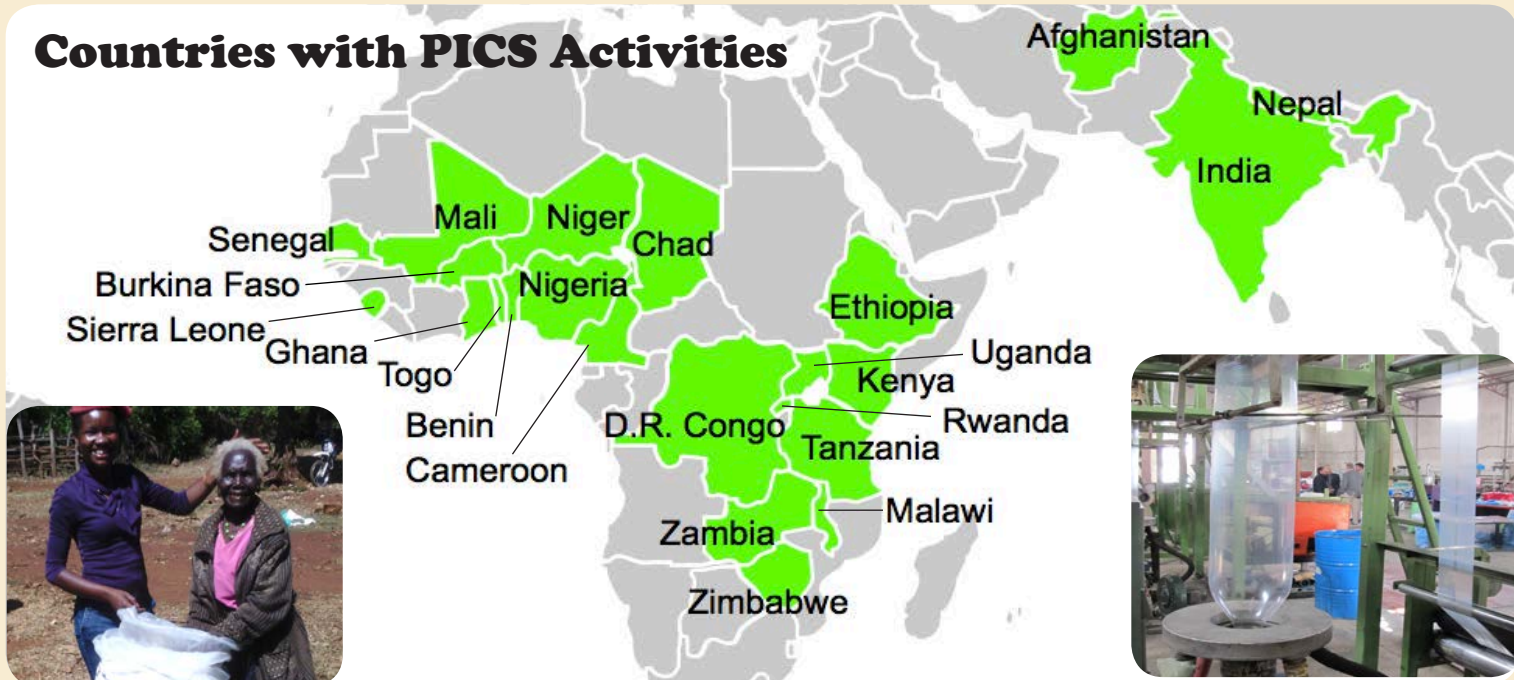 Countries with PICS Activities
Afghanistan
Nepal
India
Mali
Niger
Chad
Senegal
Burkina Faso
Nigeria
Ethiopia
Sierra Leone
Ghana
Togo
Uganda
Kenya
Benin
D.R. Congo
Rwanda
Tanzania
Cameroon
Malawi
Zambia
Zimbabwe